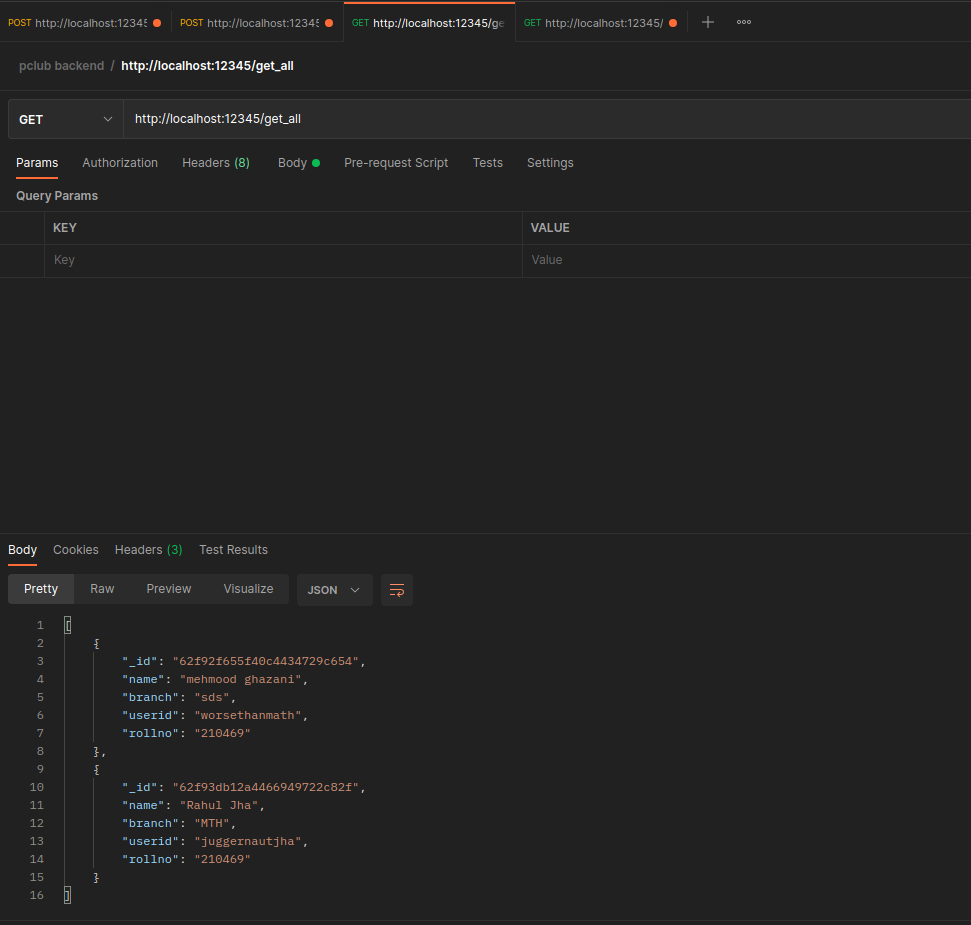 POST http://localhost:12345 POST http://localhost:12345 GET http://localhost:12345/ge GET http://localhost:12345/
pclub backend / http://localhost:12345/get_all
GET http://localhost:12345/get_all
Params Authorization Headers (8) Body Pre-request Script Tests Settings
Query Params
KEY VALUE
Key Value
Body Cookies Headers (3) Test Results
Pretty Raw Preview Visualize JSON
1 [
2 {
3 "_id": "62f92f655f40c4434729c654",
4 "name": "mehmood ghazani",
5 "branch": "sds",
6 "userid": "worsethanmath",
7 "rollno": "210469"
8 },
9 {
10 "_id": "62f93db12a4466949722c82f",
11 "name": "Rahul Jha",
12 "branch": "MTH",
13 "userid": "juggernautjha",
14 "rollno": "210469"
15 }
16 ]